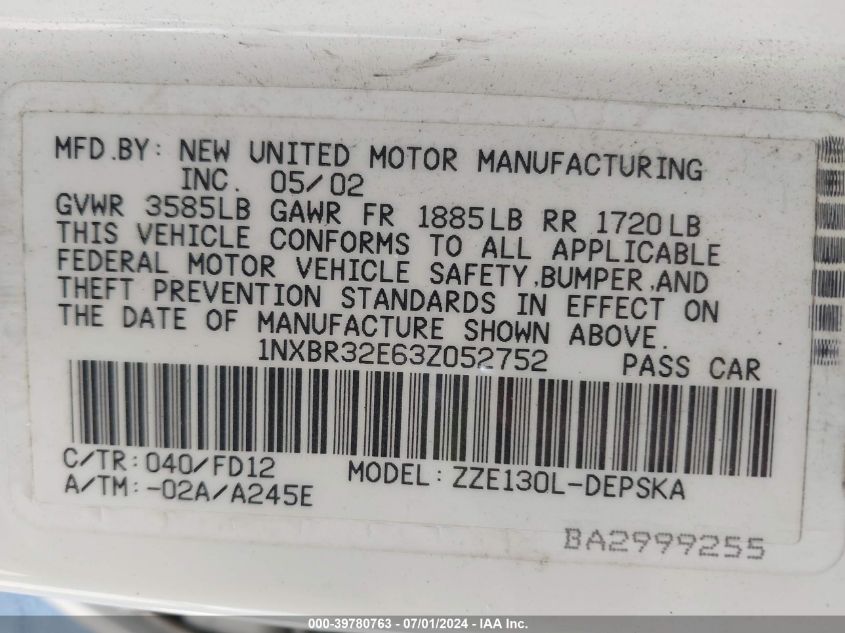 MFD.BY: NEW UNITED MOTOR MANUFACTURING
INC. 05/02
GVWR 3585LB GAWR FR 1885LB RR 1720LB
THIS VEHICLE CONFORMS TO ALL APPLICABLE
FEDERAL MOTOR VEHICLE SAFETY,BUMPER,AND
THEFT PREVENTION STANDARDS IN EFFECT ON
THE DATE OF MANUFACTURE SHOWN ABOVE.
1NXBR32E63Z052752 PASS CAR
C/TR:040/FD12 MODEL:ZZE130L-DEPSKA
A/TM:-02A/A245E
BA2999255
000-39780763 - 07/01/2024 - IAAI.COM